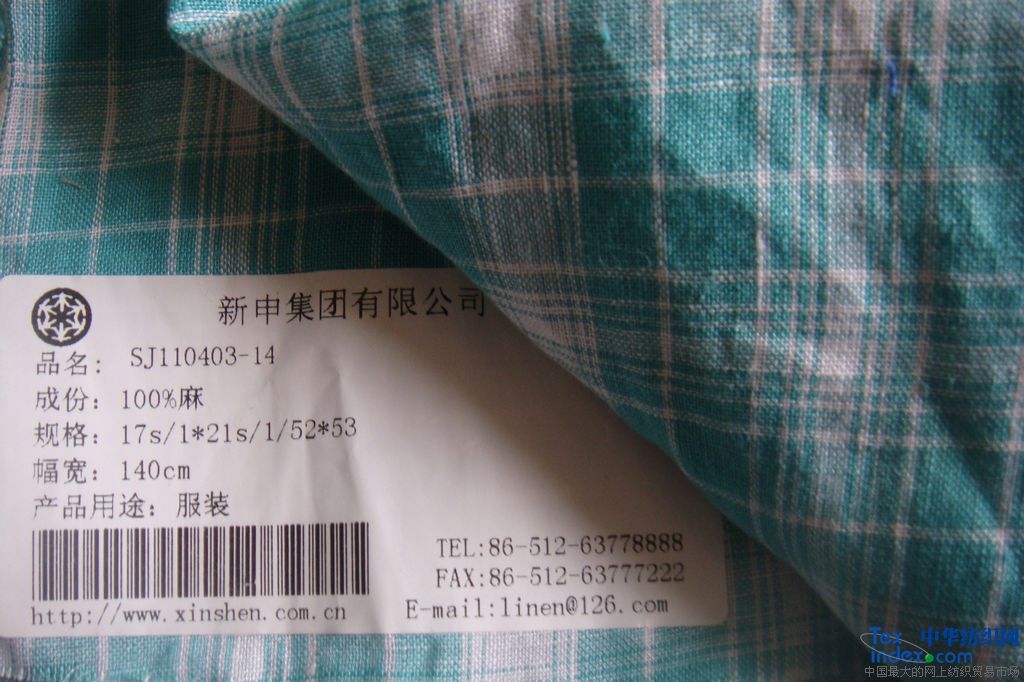 新申集团有限公司
品名： SJ110403-14
成份：100%麻
规格：17s/1*21s/1/52*53
幅宽：140cm
产品用途：服装
TEL:86-512-63778888
FAX:86-512-63777222
http://www.xinshen.com.cn
E-mail:linen@126.com
Tex 中华纺织网
Index.com
中国最大的网上纺织贸易市场